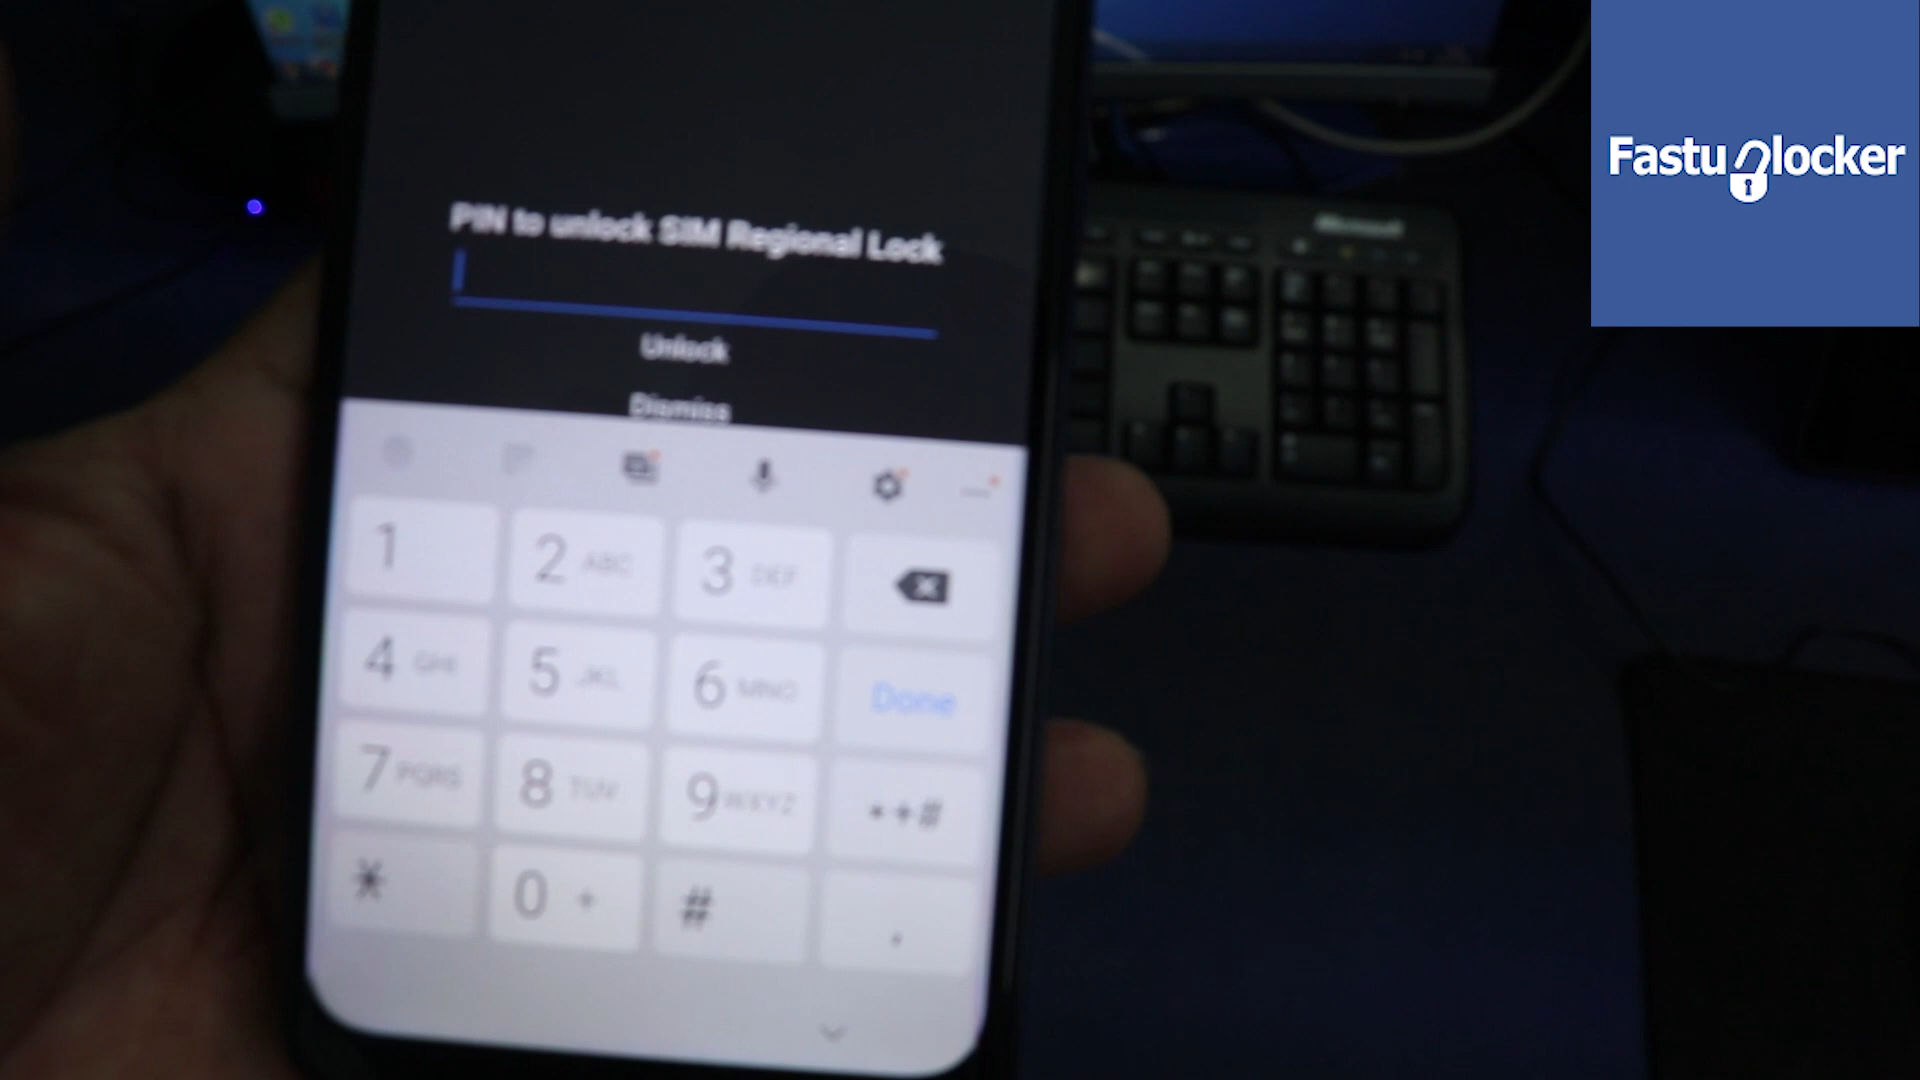 Fastunlocker
Microsoft
PIN to unlock SIM Regional Lock
Unlock
Dismiss
1
2 ABC
3 DEF
4 GHI
5 JKL
6 MNO
Done
7 PQRS
8 TUV
9 WXYZ
*+#
*
0 +
#
,